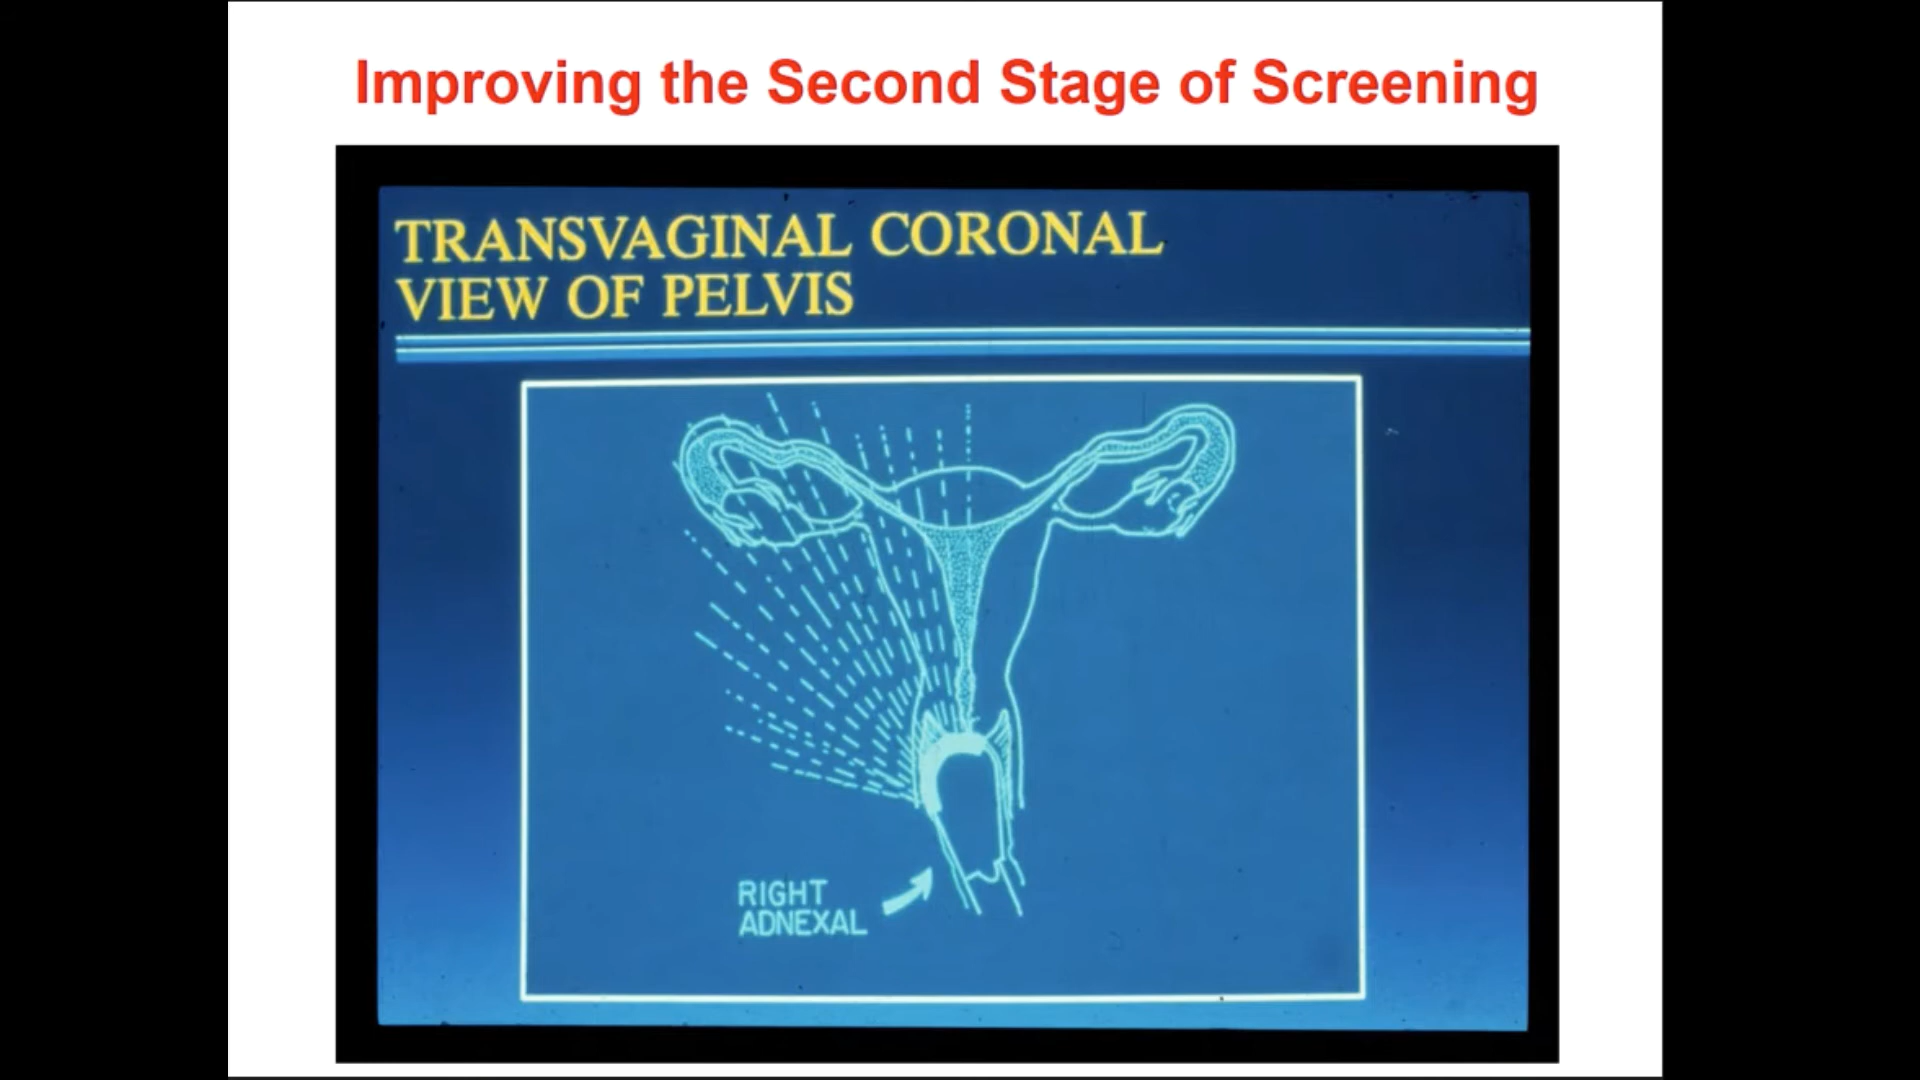 Improving the Second Stage of Screening
TRANSVAGINAL CORONAL
VIEW OF PELVIS
RIGHT
ADNEXAL